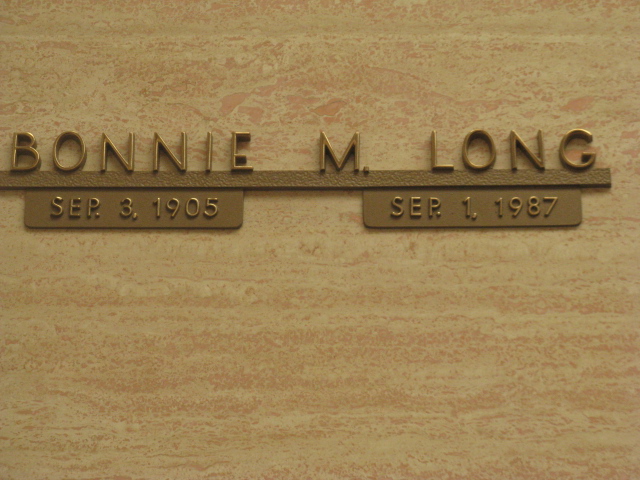 BONNIE M. LONG
SEP. 3, 1905 SEP. 1, 1987